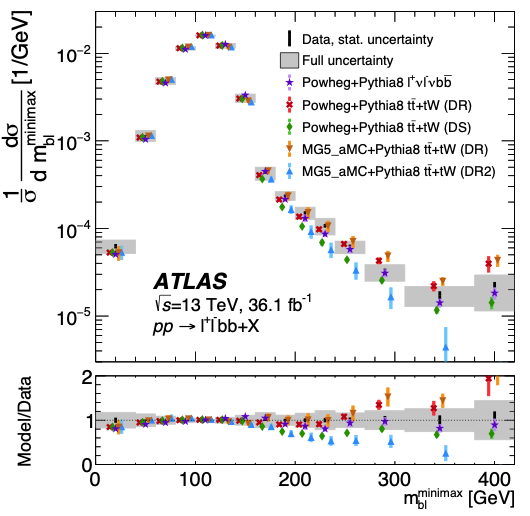 1/σ dσ/d m_bl^minimax [1/GeV]
10⁻²
10⁻³
10⁻⁴
10⁻⁵
Data, stat. uncertainty
Full uncertainty
Powheg+Pythia8 l⁺νl⁻νbb̅
Powheg+Pythia8 tt̅+tW (DR)
Powheg+Pythia8 tt̅+tW (DS)
MG5_aMC+Pythia8 tt̅+tW (DR)
MG5_aMC+Pythia8 tt̅+tW (DR2)
ATLAS
√s=13 TeV, 36.1 fb⁻¹
pp → l⁺l⁻bb+X
Model/Data
2
1
0
0 100 200 300 400
m_bl^minimax [GeV]